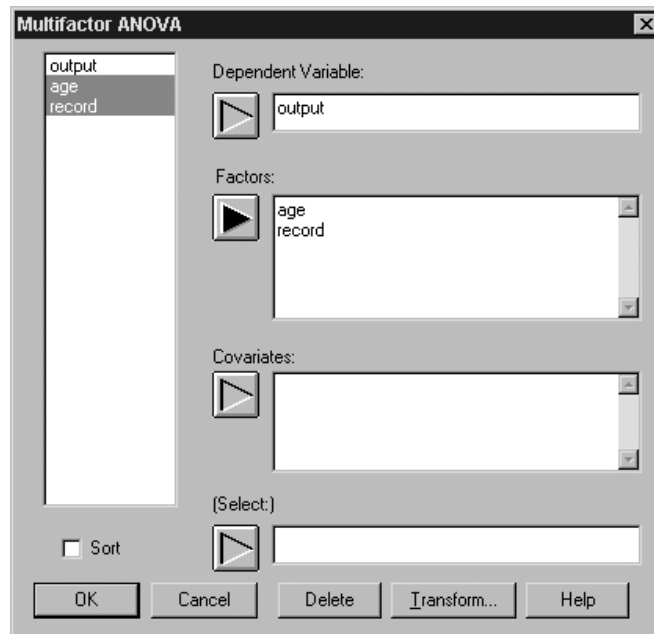 Multifactor ANOVA
output
age
record
Dependent Variable:
output
Factors:
age
record
Covariates:
(Select:)
Sort
OK
Cancel
Delete
Transform...
Help